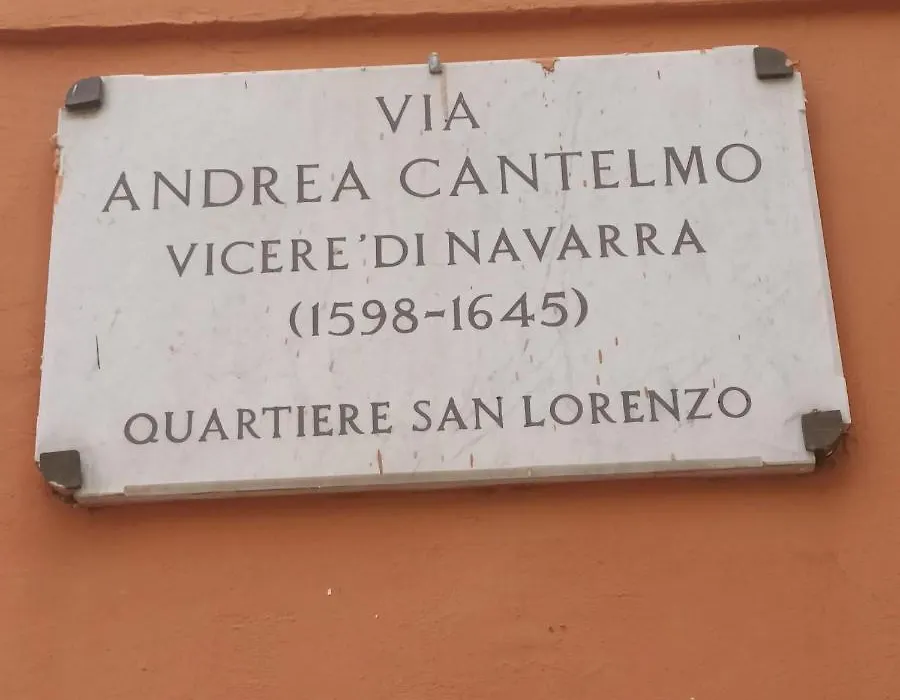 VIA
ANDREA CANTELMO
VICERE' DI NAVARRA
(1598-1645)
QUARTIERE SAN LORENZO